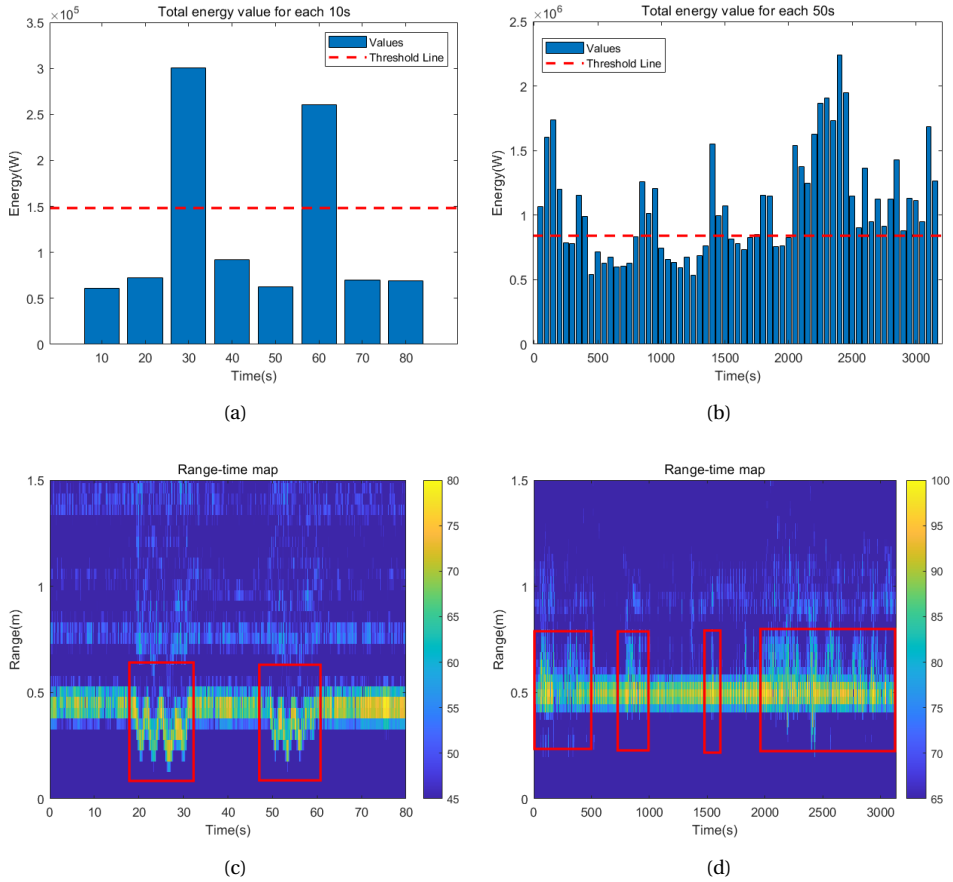 Total energy value for each 10s
×10^5
3.5
3
2.5
2
1.5
1
0.5
0
Energy(W)
Values
Threshold Line
10 20 30 40 50 60 70 80
Time(s)
(a)
Total energy value for each 50s
×10^6
2.5
2
1.5
1
0.5
0
Energy(W)
Values
Threshold Line
0 500 1000 1500 2000 2500 3000
Time(s)
(b)
Range-time map
1.5
1
0.5
0
Range(m)
0 10 20 30 40 50 60 70 80
Time(s)
80
75
70
65
60
55
50
45
(c)
Range-time map
1.5
1
0.5
0
Range(m)
0 500 1000 1500 2000 2500 3000
Time(s)
100
95
90
85
80
75
70
65
(d)